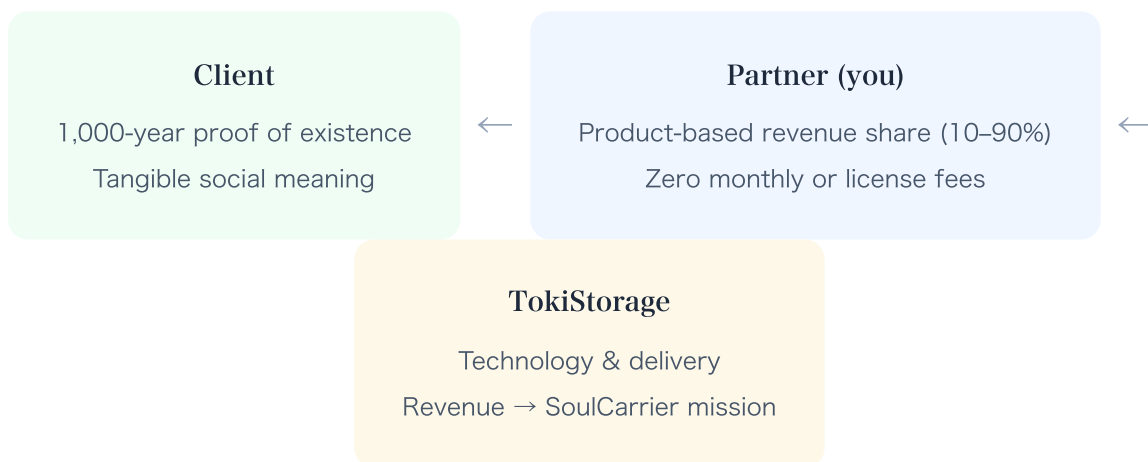 Client
1,000-year proof of existence
Tangible social meaning
←
Partner (you)
Product-based revenue share (10–90%)
Zero monthly or license fees
←
TokiStorage
Technology & delivery
Revenue → SoulCarrier mission